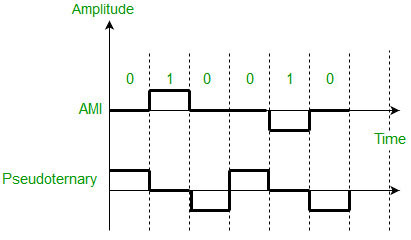 Amplitude
0 1 0 0 1 0
AMI
Time
Pseudoternary